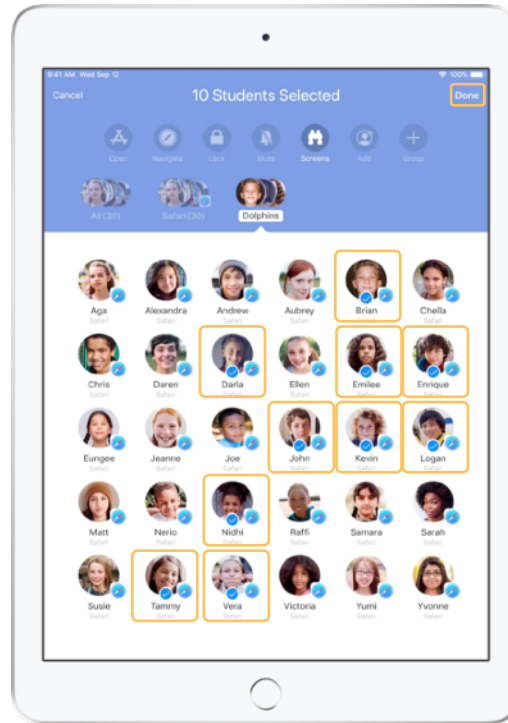 9:41 AM Wed Sep 12 100%
Cancel 10 Students Selected Done
Open Navigate Lock Mute Screens Add Group
All (30) Safari (30) Dolphins
Aga Alexandra Andrew Aubrey Brian Chella
Safari Safari Safari Safari Safari Safari
Chris Daren Darla Ellen Emilee Enrique
Safari Safari Safari Safari Safari Safari
Eungee Jeanne Joe John Kevin Logan
Safari Safari Safari Safari Safari Safari
Matt Nerio Nidhi Raffi Samara Sarah
Safari Safari Safari Safari Safari Safari
Susie Tammy Vera Victoria Yumi Yvonne
Safari Safari Safari Safari Safari Safari